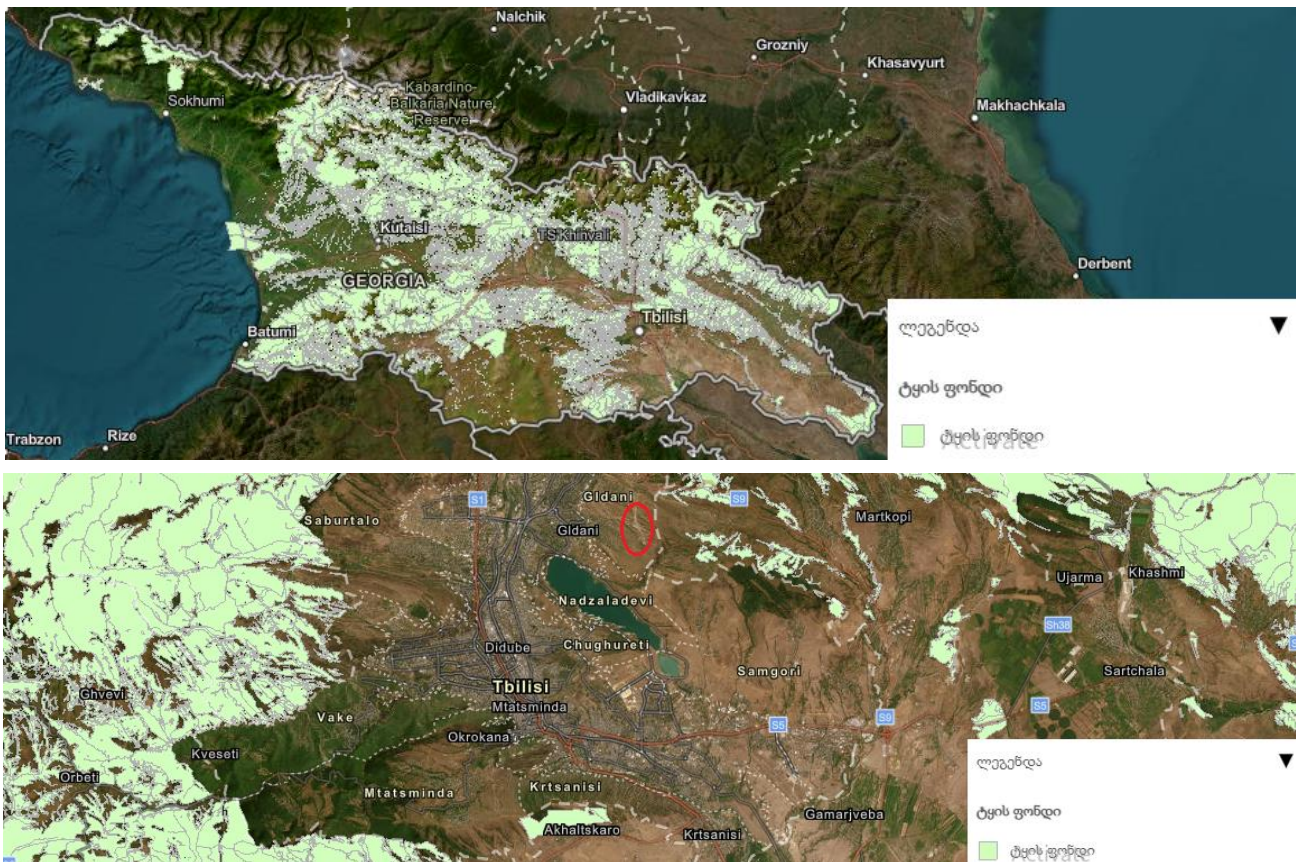 Nalchik
Grozniy
Khasavyurt
Kabardino-
Balkaria Nature
Reserve
Vladikavkaz
Makhachkala
Sokhumi
Kutaisi
TS Khinvali
GEORGIA
Derbent
Tbilisi
Batumi
Trabzon
Rize
ლეგენდა
ტყის ფონდი
ტყის ფონდი
Activate
S1
Gldani
S9
Saburtalo
Gldani
Martkopi
Ujarma
Khashmi
Nadzaladevi
Sh38
Didube
Chughureti
Samgori
Sartchala
Tbilisi
Mtatsminda
Ghvevi
Vake
S5
S9
S5
Okrokana
Kveseti
Orbeti
Mtatsminda
Krtsanisi
Gamarjveba
Akhaltskaro
Krtsanisi
ლეგენდა
ტყის ფონდი
ტყის ფონდი
Activate